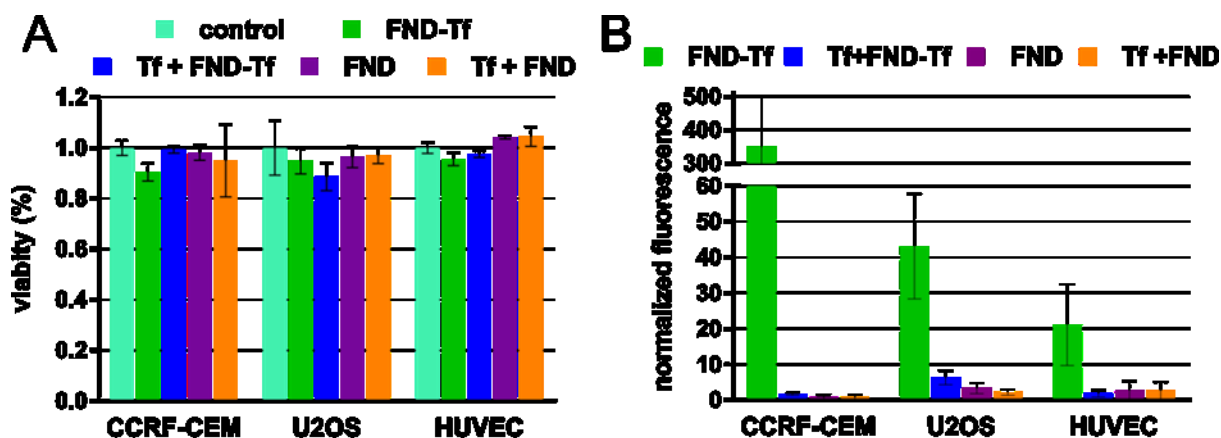 A
control
FND-Tf
Tf + FND-Tf
FND
Tf + FND
viabity (%)
1.2
1.0
0.8
0.6
0.4
0.2
0.0
CCRF-CEM
U2OS
HUVEC
B
FND-Tf
Tf+FND-Tf
FND
Tf +FND
normalized fluorescence
500
400
300
60
50
40
30
20
10
0
CCRF-CEM
U2OS
HUVEC